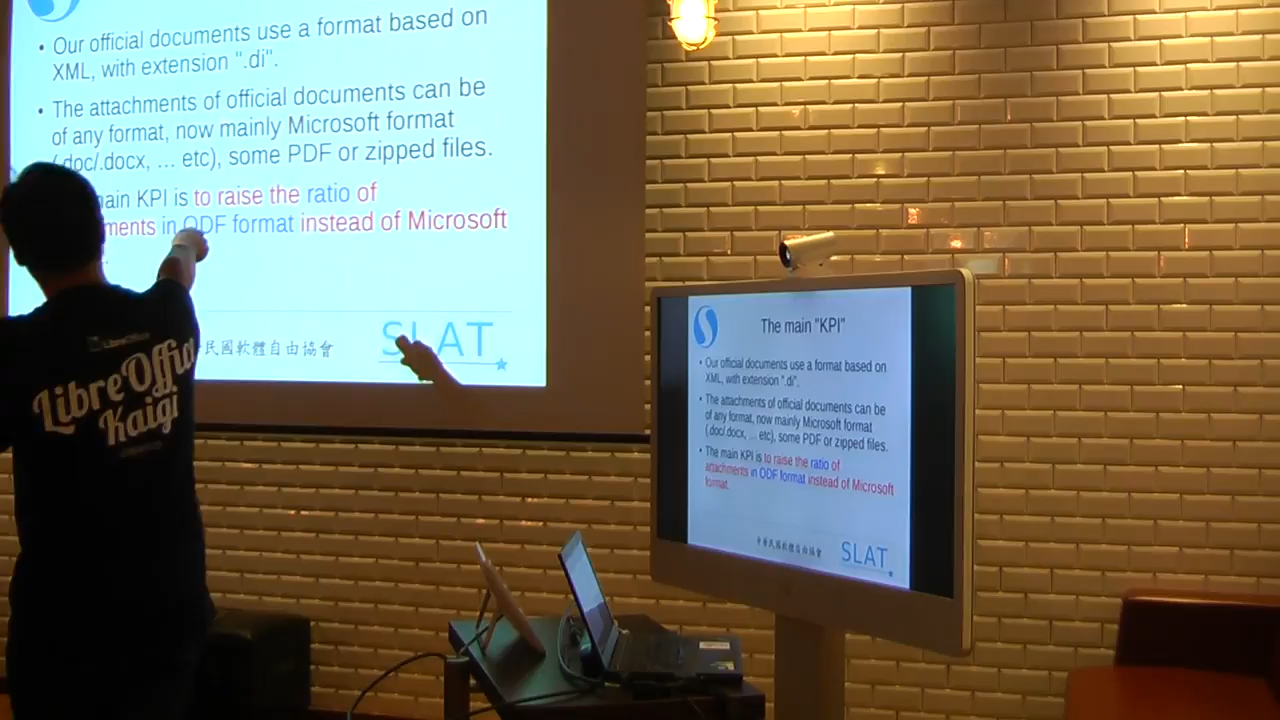 • Our official documents use a format based on
XML, with extension ".di".
• The attachments of official documents can be
of any format, now mainly Microsoft format
(.doc/.docx, ... etc), some PDF or zipped files.
main KPI is to raise the ratio of
ments in ODF format instead of Microsoft
民國軟體自由協會
SLAT
LibreOffice
LibreOffic
Kaigi
The main "KPI"
• Our official documents use a format based on
XML, with extension ".di".
• The attachments of official documents can be
of any format, now mainly Microsoft format
(.doc/.docx, ... etc), some PDF or zipped files.
• The main KPI is to raise the ratio of
attachments in ODF format instead of Microsoft
format.
中華民國軟體自由協會
SLAT